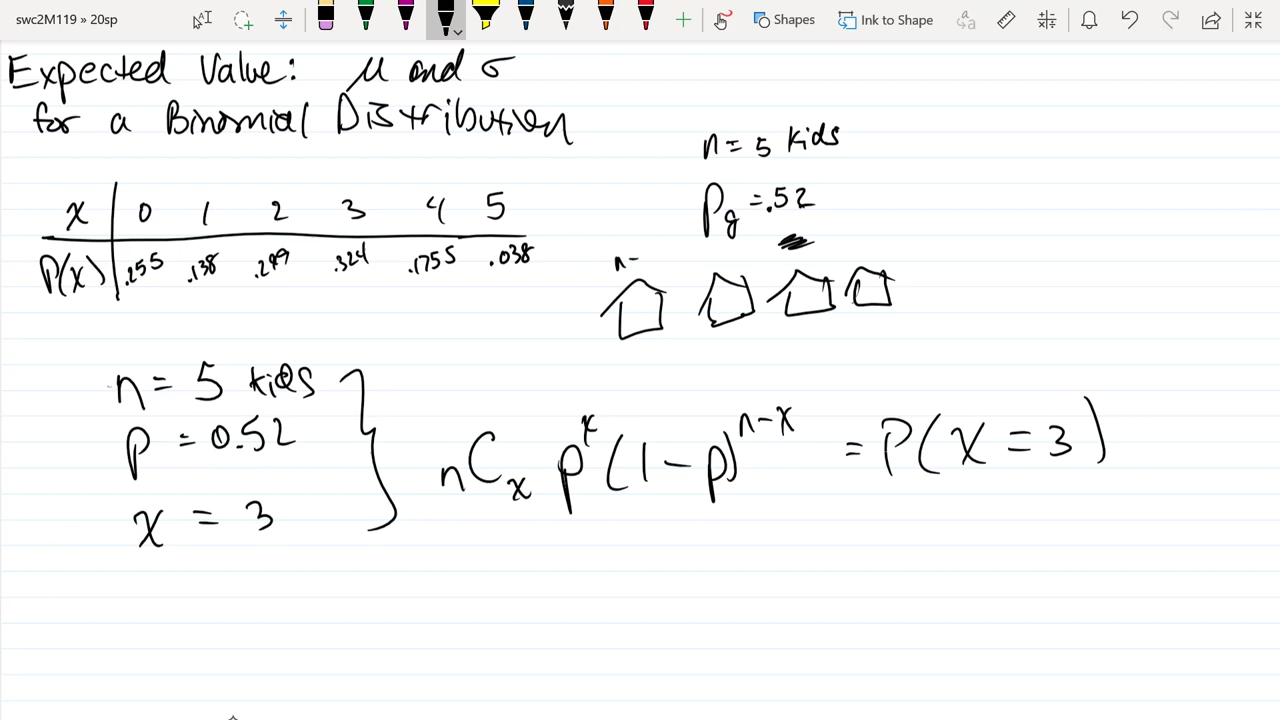 swc2M119 » 20sp
Shapes
Ink to Shape
Expected Value: μ and σ
for a Binomial Distribution
n = 5 kids
Pg = .52
x 0 1 2 3 4 5
P(x) .255 .138 .299 .324 .1755 .038
n-
n = 5 kids
p = 0.52
x = 3
nCx p^x (1-p)^n-x = P(x = 3)